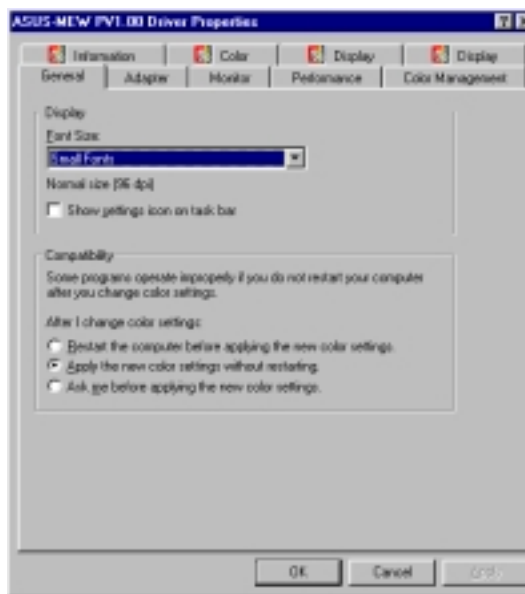 ASUS-MEW PV1.00 Driver Properties
Information Color Display Display
General Adapter Monitor Performance Color Management
Display
Font Size:
Small Fonts
Normal size (96 dpi)
Show settings icon on task bar
Compatibility
Some programs operate improperly if you do not restart your computer
after you change color settings.
After I change color settings:
Restart the computer before applying the new color settings.
Apply the new color settings without restarting.
Ask me before applying the new color settings.
OK Cancel Apply